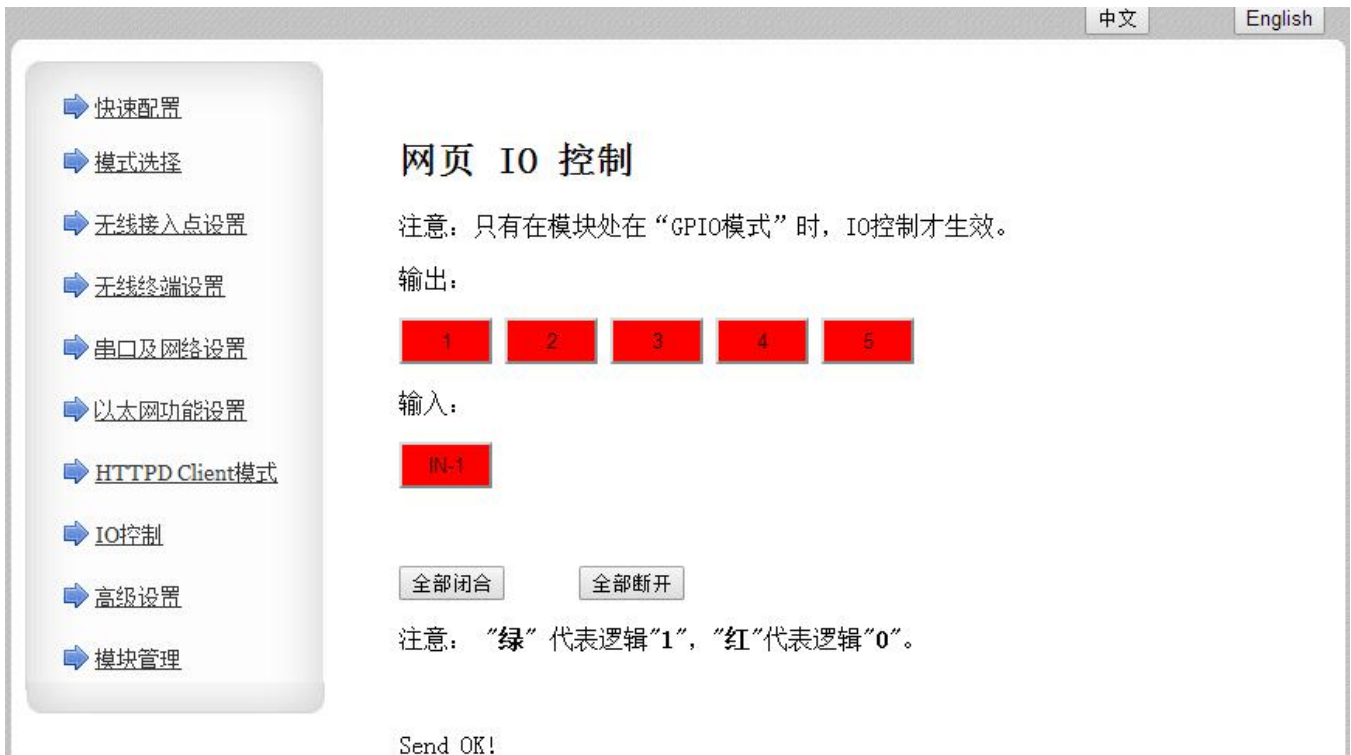 中文 English
快速配置
模式选择
无线接入点设置
无线终端设置
串口及网络设置
以太网功能设置
HTTPD Client模式
IO控制
高级设置
模块管理
网页 IO 控制
注意：只有在模块处在“GPIO模式”时，IO控制才生效。
输出：
1 2 3 4 5
输入：
IN-1
全部闭合 全部断开
注意： "绿" 代表逻辑"1"，"红"代表逻辑"0"。
Send OK!